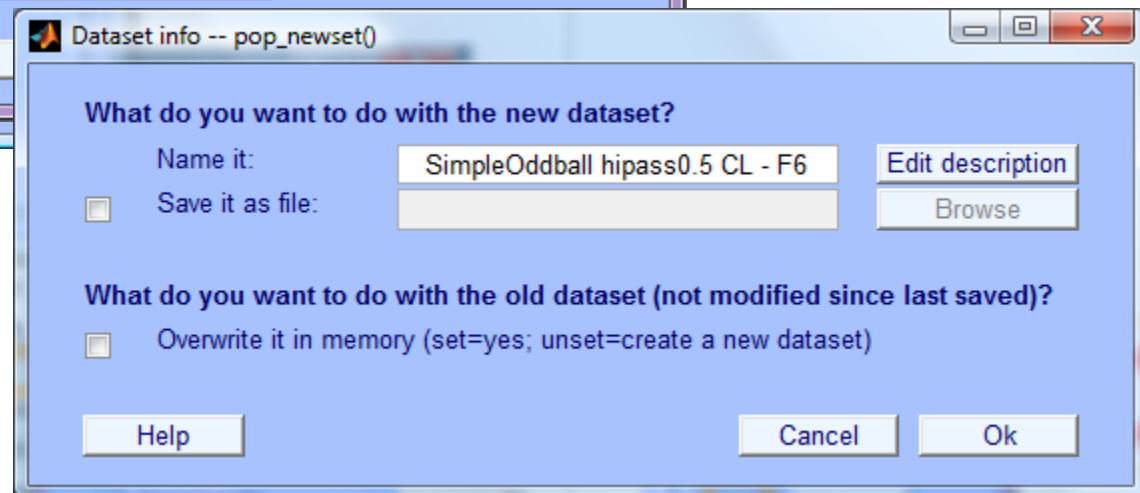 Dataset info -- pop_newset()
What do you want to do with the new dataset?
Name it: SimpleOddball hipass0.5 CL - F6 Edit description
Save it as file: Browse
What do you want to do with the old dataset (not modified since last saved)?
Overwrite it in memory (set=yes; unset=create a new dataset)
Help Cancel Ok